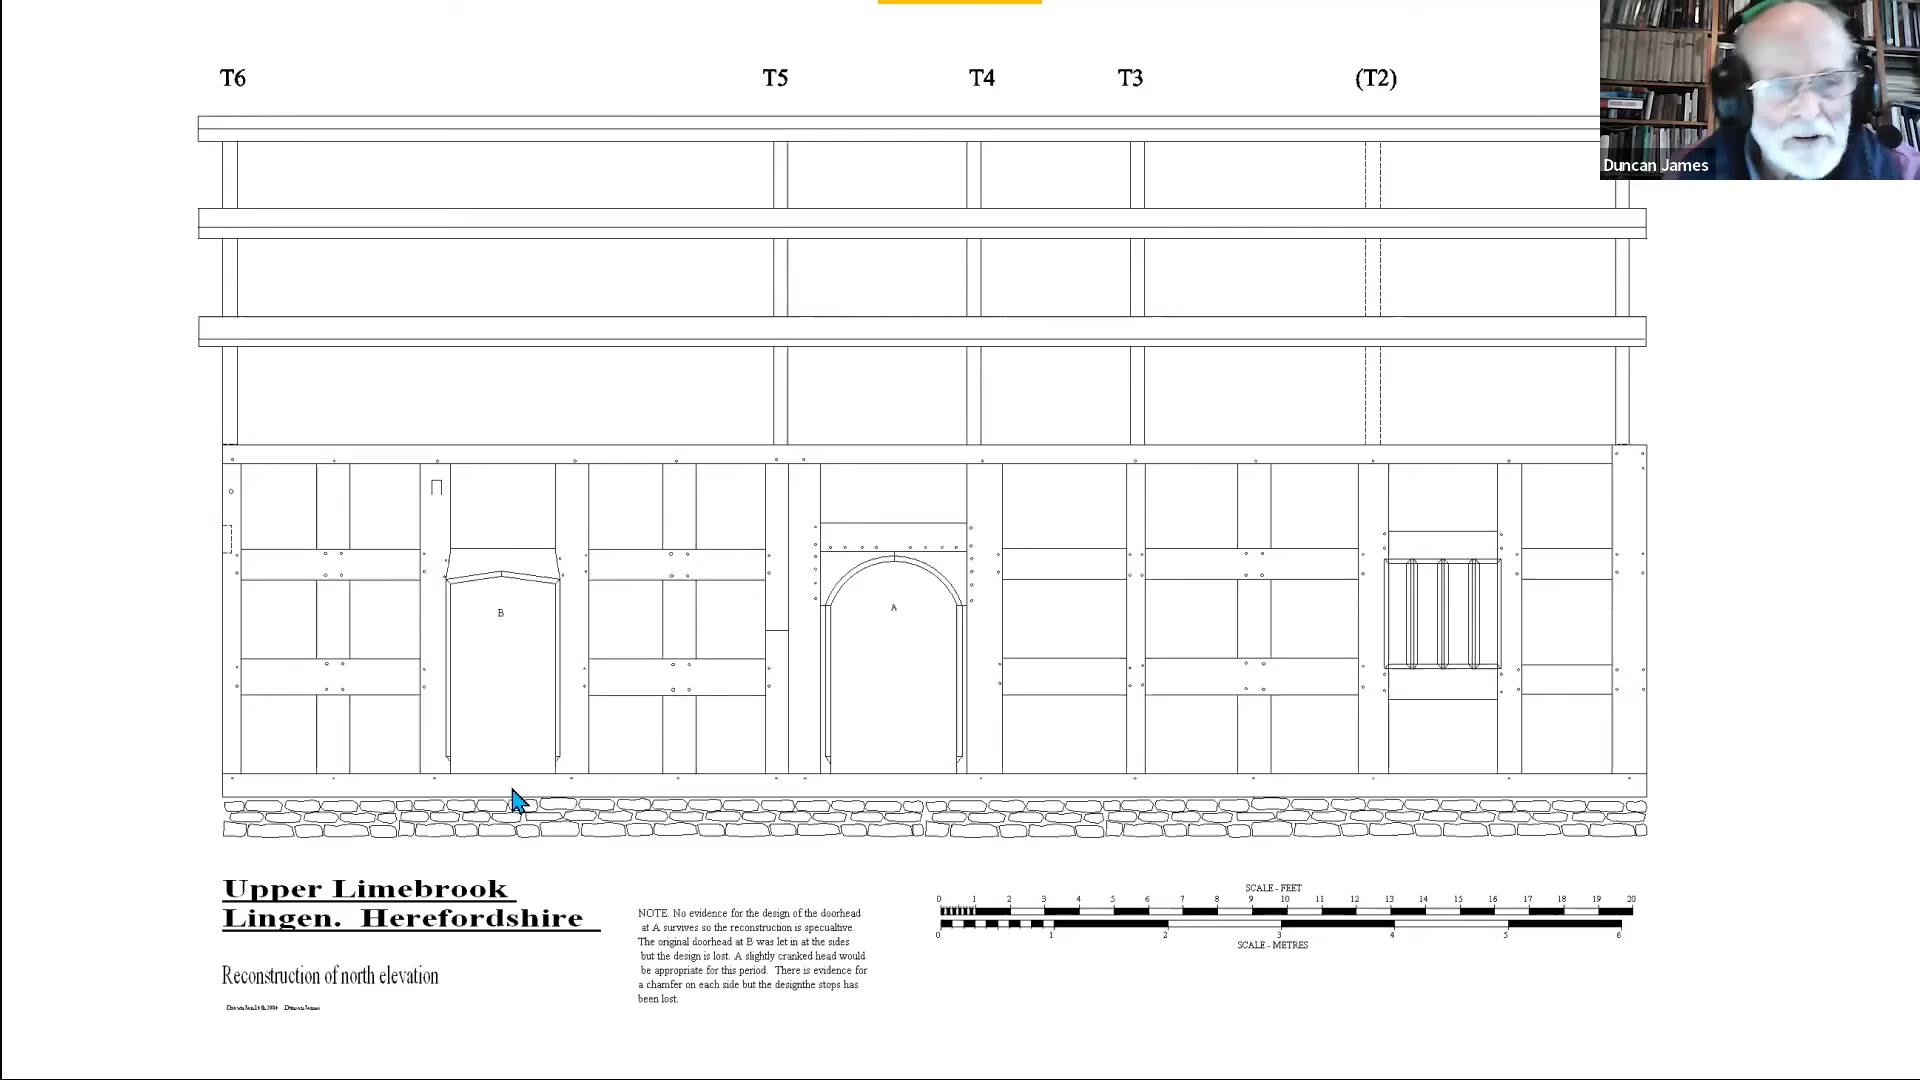 T6 T5 T4 T3 (T2)
Duncan James
B
A
Upper Limebrook
Lingen. Herefordshire
Reconstruction of north elevation
Duncan James
NOTE: No evidence for the design of the doorhead
at A survives so the reconstruction is specualtive.
The original doorhead at B was let in at the sides
but the design is lost. A slightly cranked head would
be appropriate for this period. There is evidence for
a chamfer on each side but the designthe stops has
been lost.
SCALE - FEET
0 1 2 3 4 5 6 7 8 9 10 11 12 13 14 15 16 17 18 19 20
0 1 2 3 4 5 6
SCALE - METRES